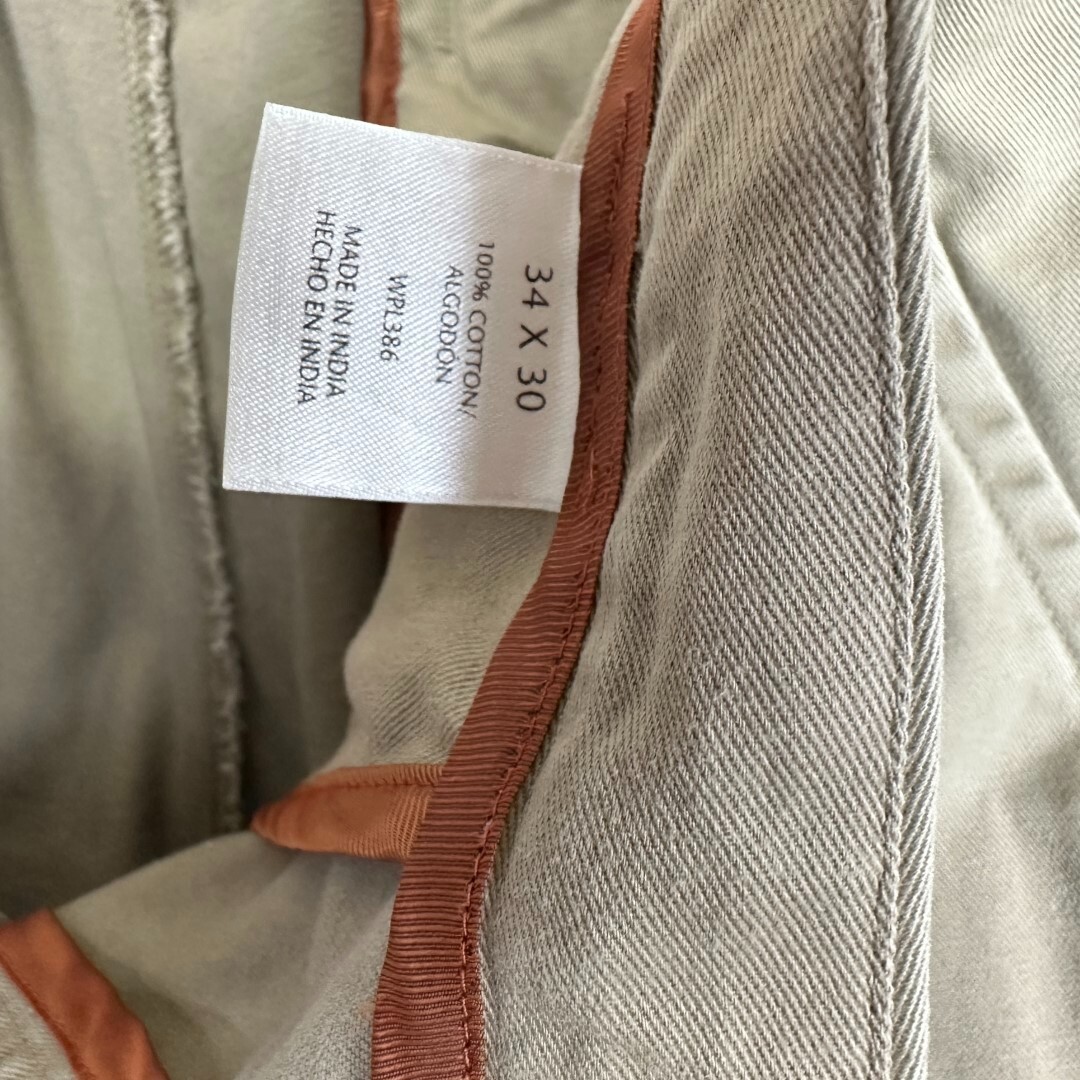 34 X 30
100% COTTON/
ALGODÓN
WPL386
MADE IN INDIA
HECHO EN INDIA